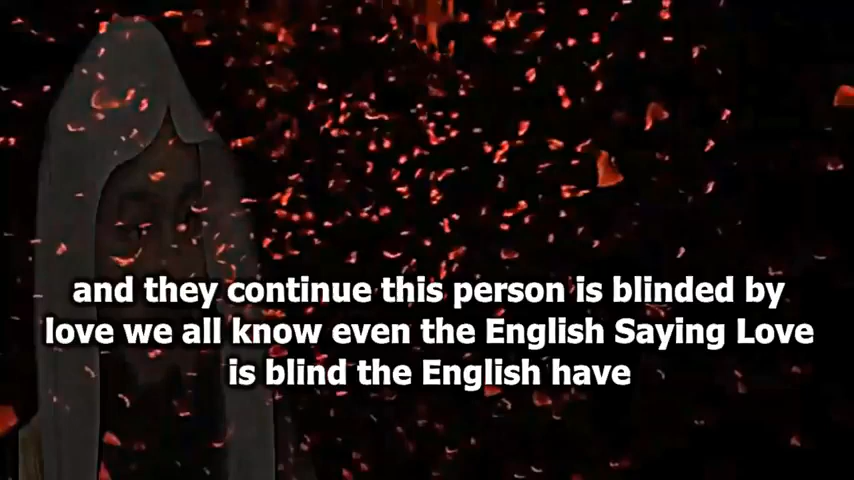 and they continue this person is blinded by
love we all know even the English Saying Love
is blind the English have